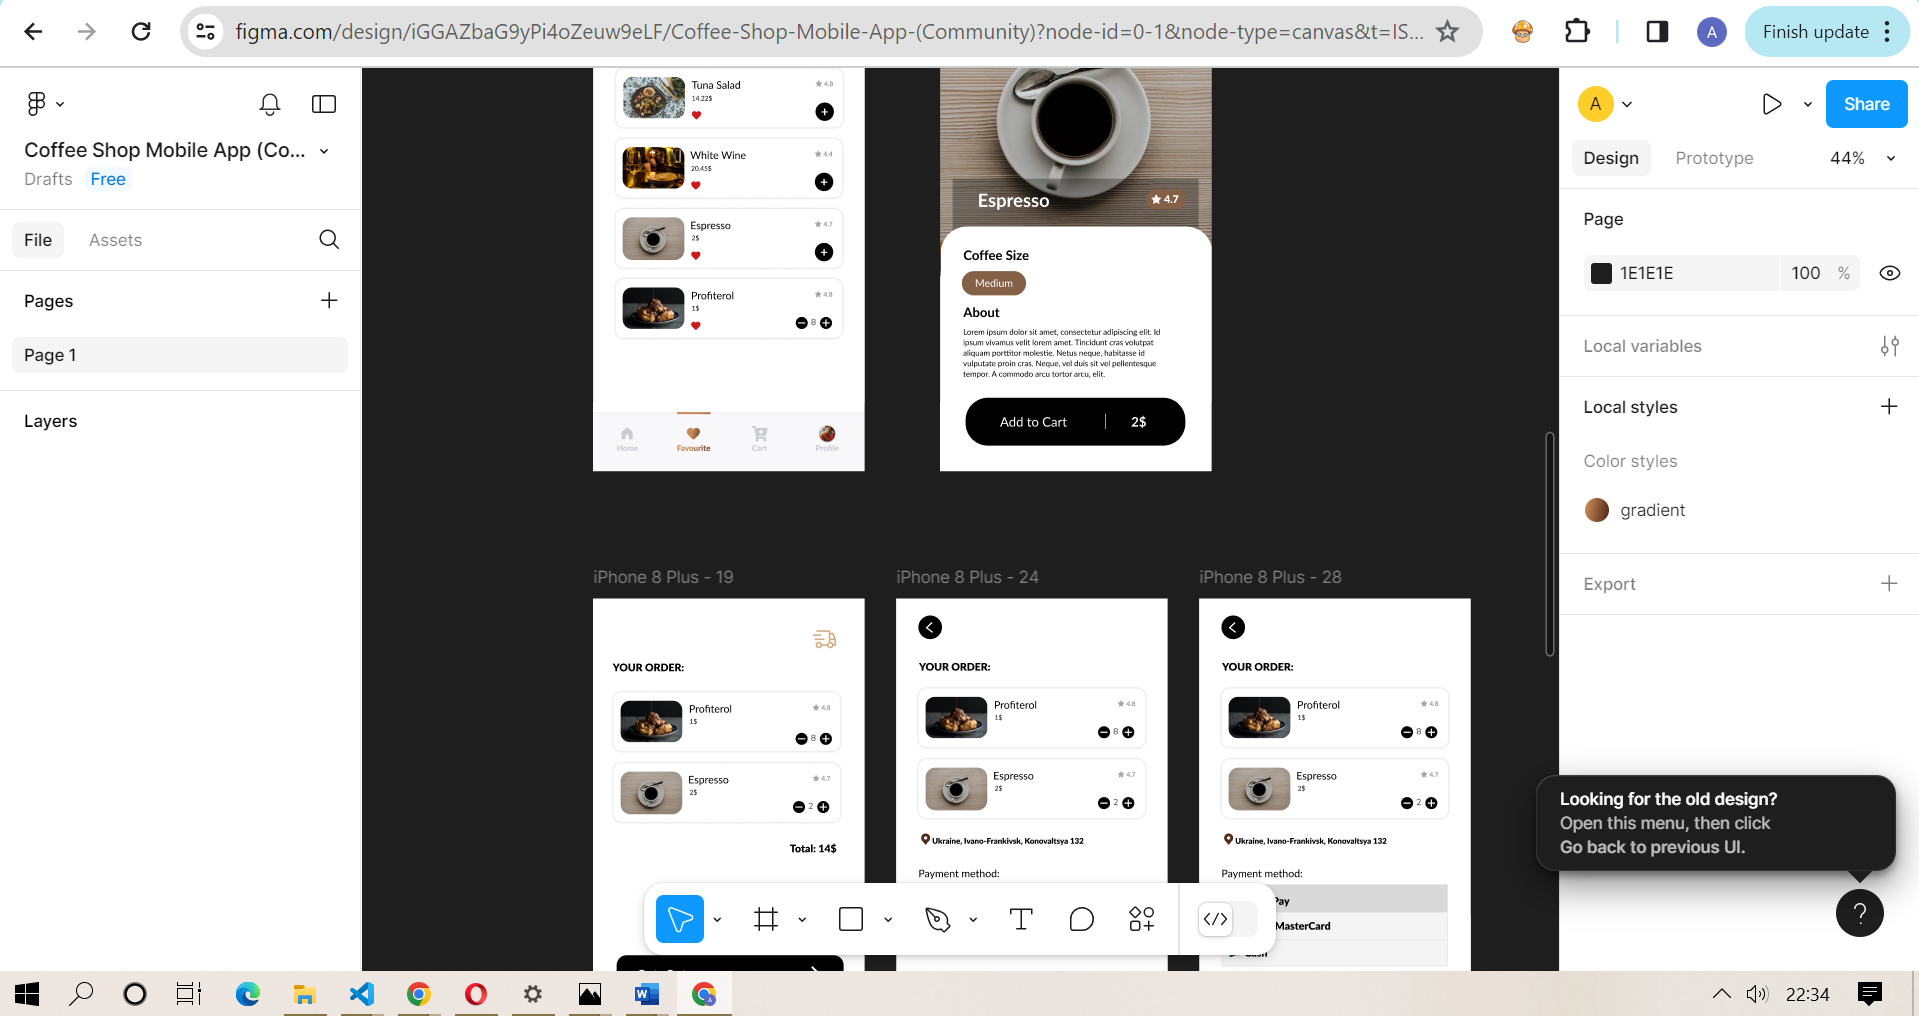 figma.com/design/iGGAZbaG9yPi4oZeuw9eLF/Coffee-Shop-Mobile-App-(Community)?node-id=0-1&node-type=canvas&t=IS...
A
Finish update
Coffee Shop Mobile App (Co...
Drafts Free
File Assets
Pages
Page 1
Layers
Tuna Salad
4.8
14.22$
White Wine
4.4
20.45$
Espresso
4.7
2$
Profiterol
4.8
1$
8
Home
Favourite
Cart
Profile
Espresso
4.7
Coffee Size
Medium
About
Lorem ipsum dolor sit amet, consectetur adipiscing elit. Id
ipsum vivamus velit lorem amet. Tincidunt cras volutpat
aliquam porttitor molestie. Netus neque, habitasse id
vulputate proin cras. Neque, vel duis sit vel pellentesque
tempor. A commodo arcu tortor arcu, elit.
Add to Cart 2$
iPhone 8 Plus - 19
YOUR ORDER:
Profiterol
4.8
1$
8
Espresso
4.7
2$
2
Total: 14$
iPhone 8 Plus - 24
YOUR ORDER:
Profiterol
4.8
1$
8
Espresso
4.7
2$
2
Ukraine, Ivano-Frankivsk, Konovaltsya 132
Payment method:
iPhone 8 Plus - 28
YOUR ORDER:
Profiterol
4.8
1$
8
Espresso
4.7
2$
2
Ukraine, Ivano-Frankivsk, Konovaltsya 132
Payment method:
Pay
MasterCard
A
Share
Design Prototype 44%
Page
1E1E1E 100 %
Local variables
Local styles
Color styles
gradient
Export
Looking for the old design?
Open this menu, then click
Go back to previous UI.
?
22:34